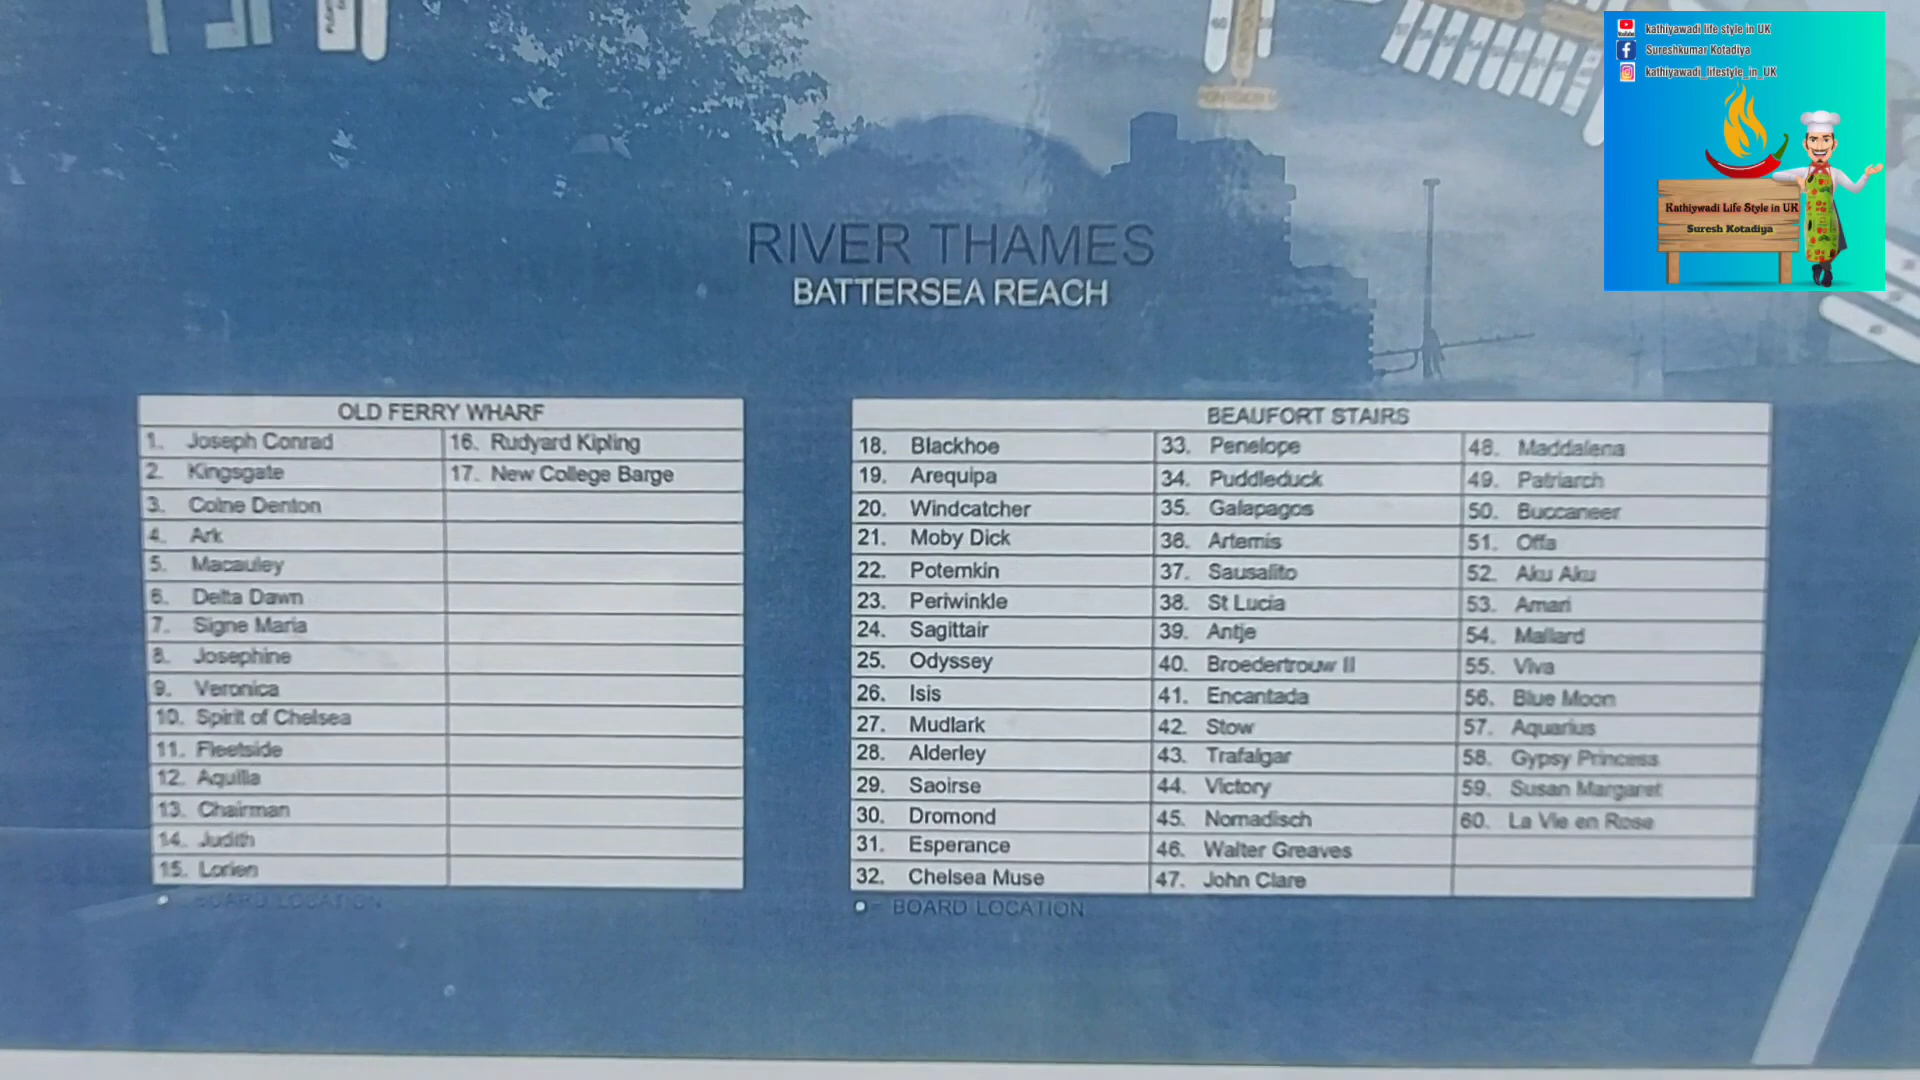 kathiyawadi life style in UK
Sureshkumar Kotadiya
kathiyawadi_lifestyle_in_UK
Kathiywadi Life Style in UK
Suresh Kotadiya
RIVER THAMES
BATTERSEA REACH
OLD FERRY WHARF
1. Joseph Conrad
2. Kingsgate
3. Colne Denton
4. Ark
5. Macauley
6. Delta Dawn
7. Signe Maria
8. Josephine
9. Veronica
10. Spirit of Chelsea
11. Fleetside
12. Aquilla
13. Chairman
14. Judith
15. Lorien
16. Rudyard Kipling
17. New College Barge
BOARD LOCATION
BEAUFORT STAIRS
18. Blackhoe
19. Arequipa
20. Windcatcher
21. Moby Dick
22. Potemkin
23. Periwinkle
24. Sagittair
25. Odyssey
26. Isis
27. Mudlark
28. Alderley
29. Saoirse
30. Dromond
31. Esperance
32. Chelsea Muse
33. Penelope
34. Puddleduck
35. Galapagos
36. Artemis
37. Sausalito
38. St Lucia
39. Antje
40. Broedertrouw II
41. Encantada
42. Stow
43. Trafalgar
44. Victory
45. Nomadisch
46. Walter Greaves
47. John Clare
48. Maddalena
49. Patriarch
50. Buccaneer
51. Offa
52. Aku Aku
53. Amari
54. Mallard
55. Viva
56. Blue Moon
57. Aquarius
58. Gypsy Princess
59. Susan Margaret
60. La Vie en Rose
= BOARD LOCATION